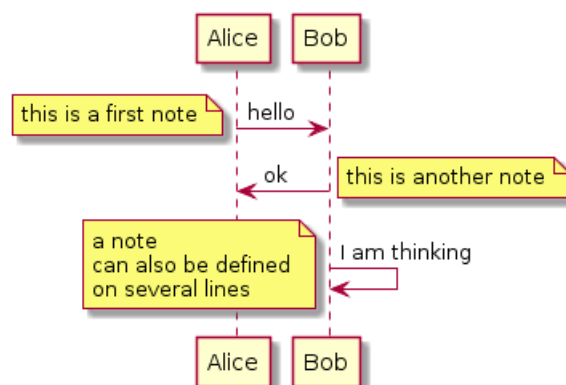 Alice
Bob
this is a first note
hello
ok
this is another note
a note
can also be defined
on several lines
I am thinking
Alice
Bob